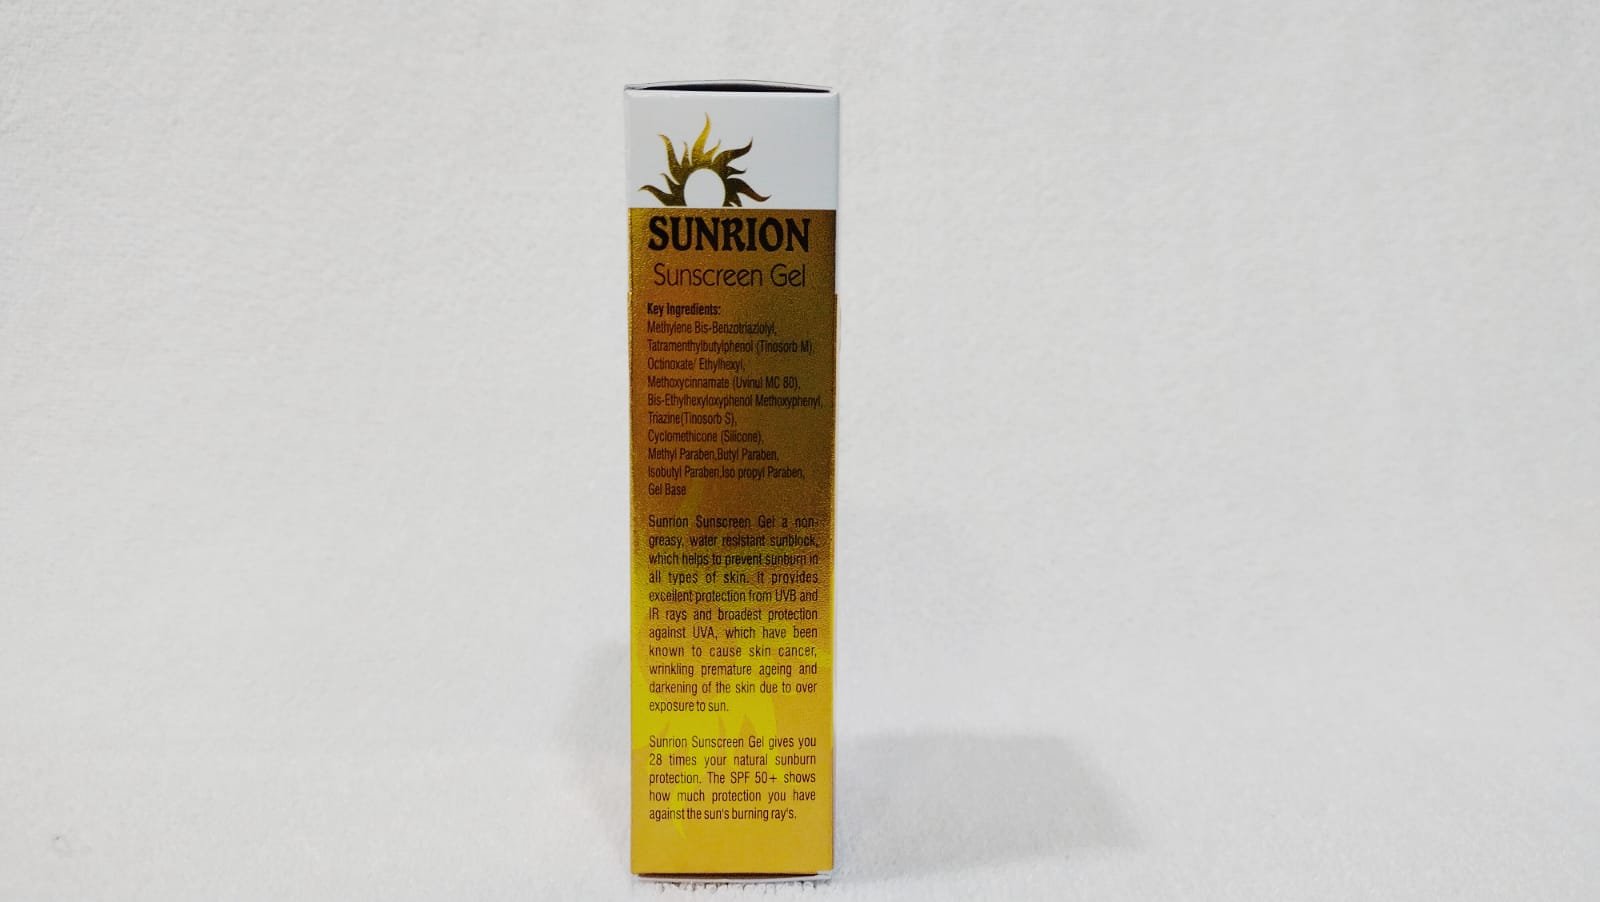 SUNRION
Sunscreen Gel
Key Ingredients:
Methylene Bis-Benzotriazlolyl,
Tatramenthylbutylphenol (Tinosorb M),
Octinoxate/ Ethylhexyl,
Methoxycinnamate (Uvinul MC 80),
Bis-Ethylhexyloxyphenol Methoxyphenyl,
Triazine(Tinosorb S),
Cyclomethicone (Silicone),
Methyl Paraben,Butyl Paraben,
Isobutyl Paraben,Iso propyl Paraben,
Gel Base
Sunrion Sunscreen Gel a non-
greasy, water resistant sunblock,
which helps to prevent sunburn in
all types of skin. It provides
excellent protection from UVB and
IR rays and broadest protection
against UVA, which have been
known to cause skin cancer,
wrinkling premature ageing and
darkening of the skin due to over
exposure to sun.
Sunrion Sunscreen Gel gives you
28 times your natural sunburn
protection. The SPF 50+ shows
how much protection you have
against the sun's burning ray's.